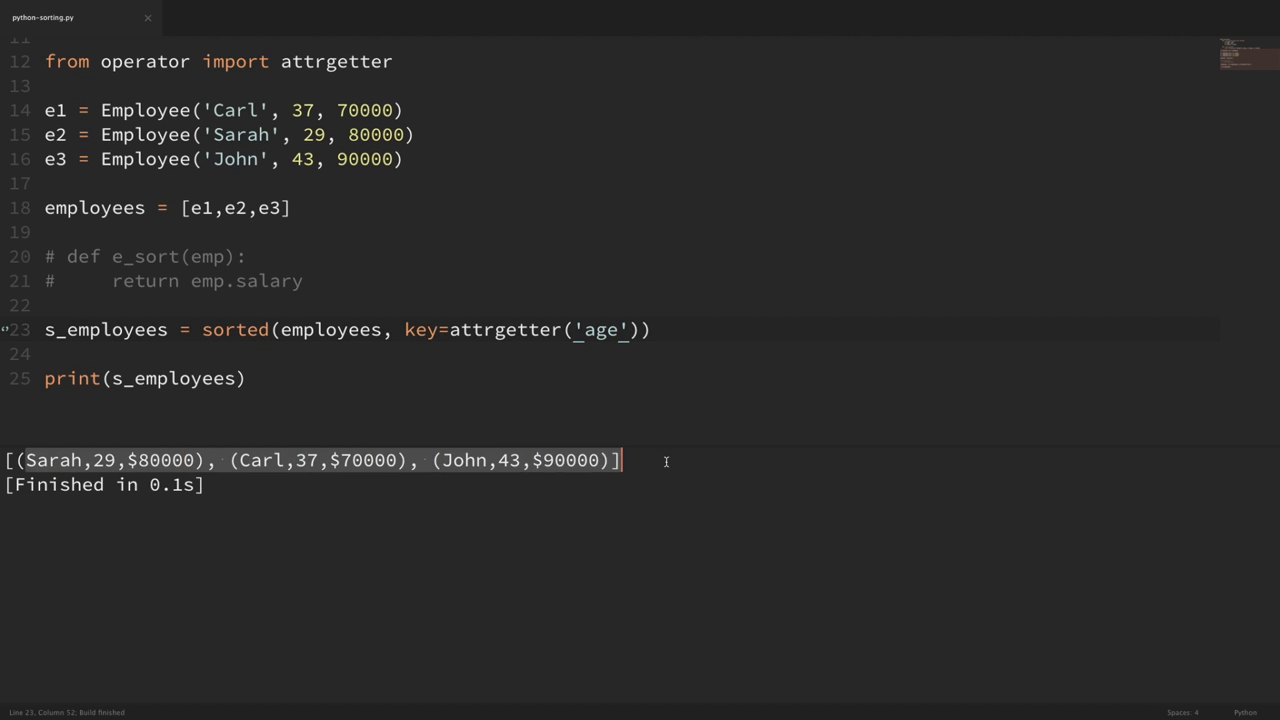 python-sorting.py ×
11
12 from operator import attrgetter
13
14 e1 = Employee('Carl', 37, 70000)
15 e2 = Employee('Sarah', 29, 80000)
16 e3 = Employee('John', 43, 90000)
17
18 employees = [e1,e2,e3]
19
20 # def e_sort(emp):
21 #     return emp.salary
22
23 s_employees = sorted(employees, key=attrgetter('age'))
24
25 print(s_employees)
[(Sarah,29,$80000), (Carl,37,$70000), (John,43,$90000)]
[Finished in 0.1s]
Line 23, Column 52; Build finished
Spaces: 4
Python